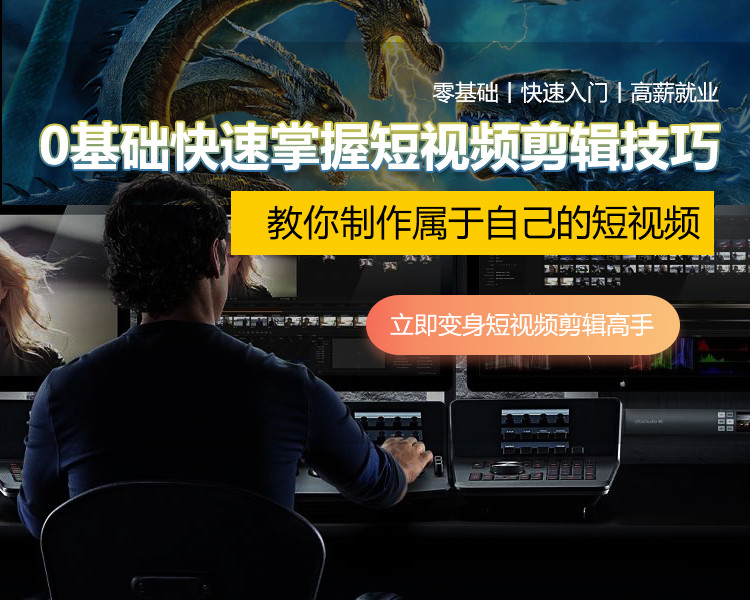 零基础丨快速入门丨高薪就业
0基础快速掌握短视频剪辑技巧
教你制作属于自己的短视频
立即变身短视频剪辑高手